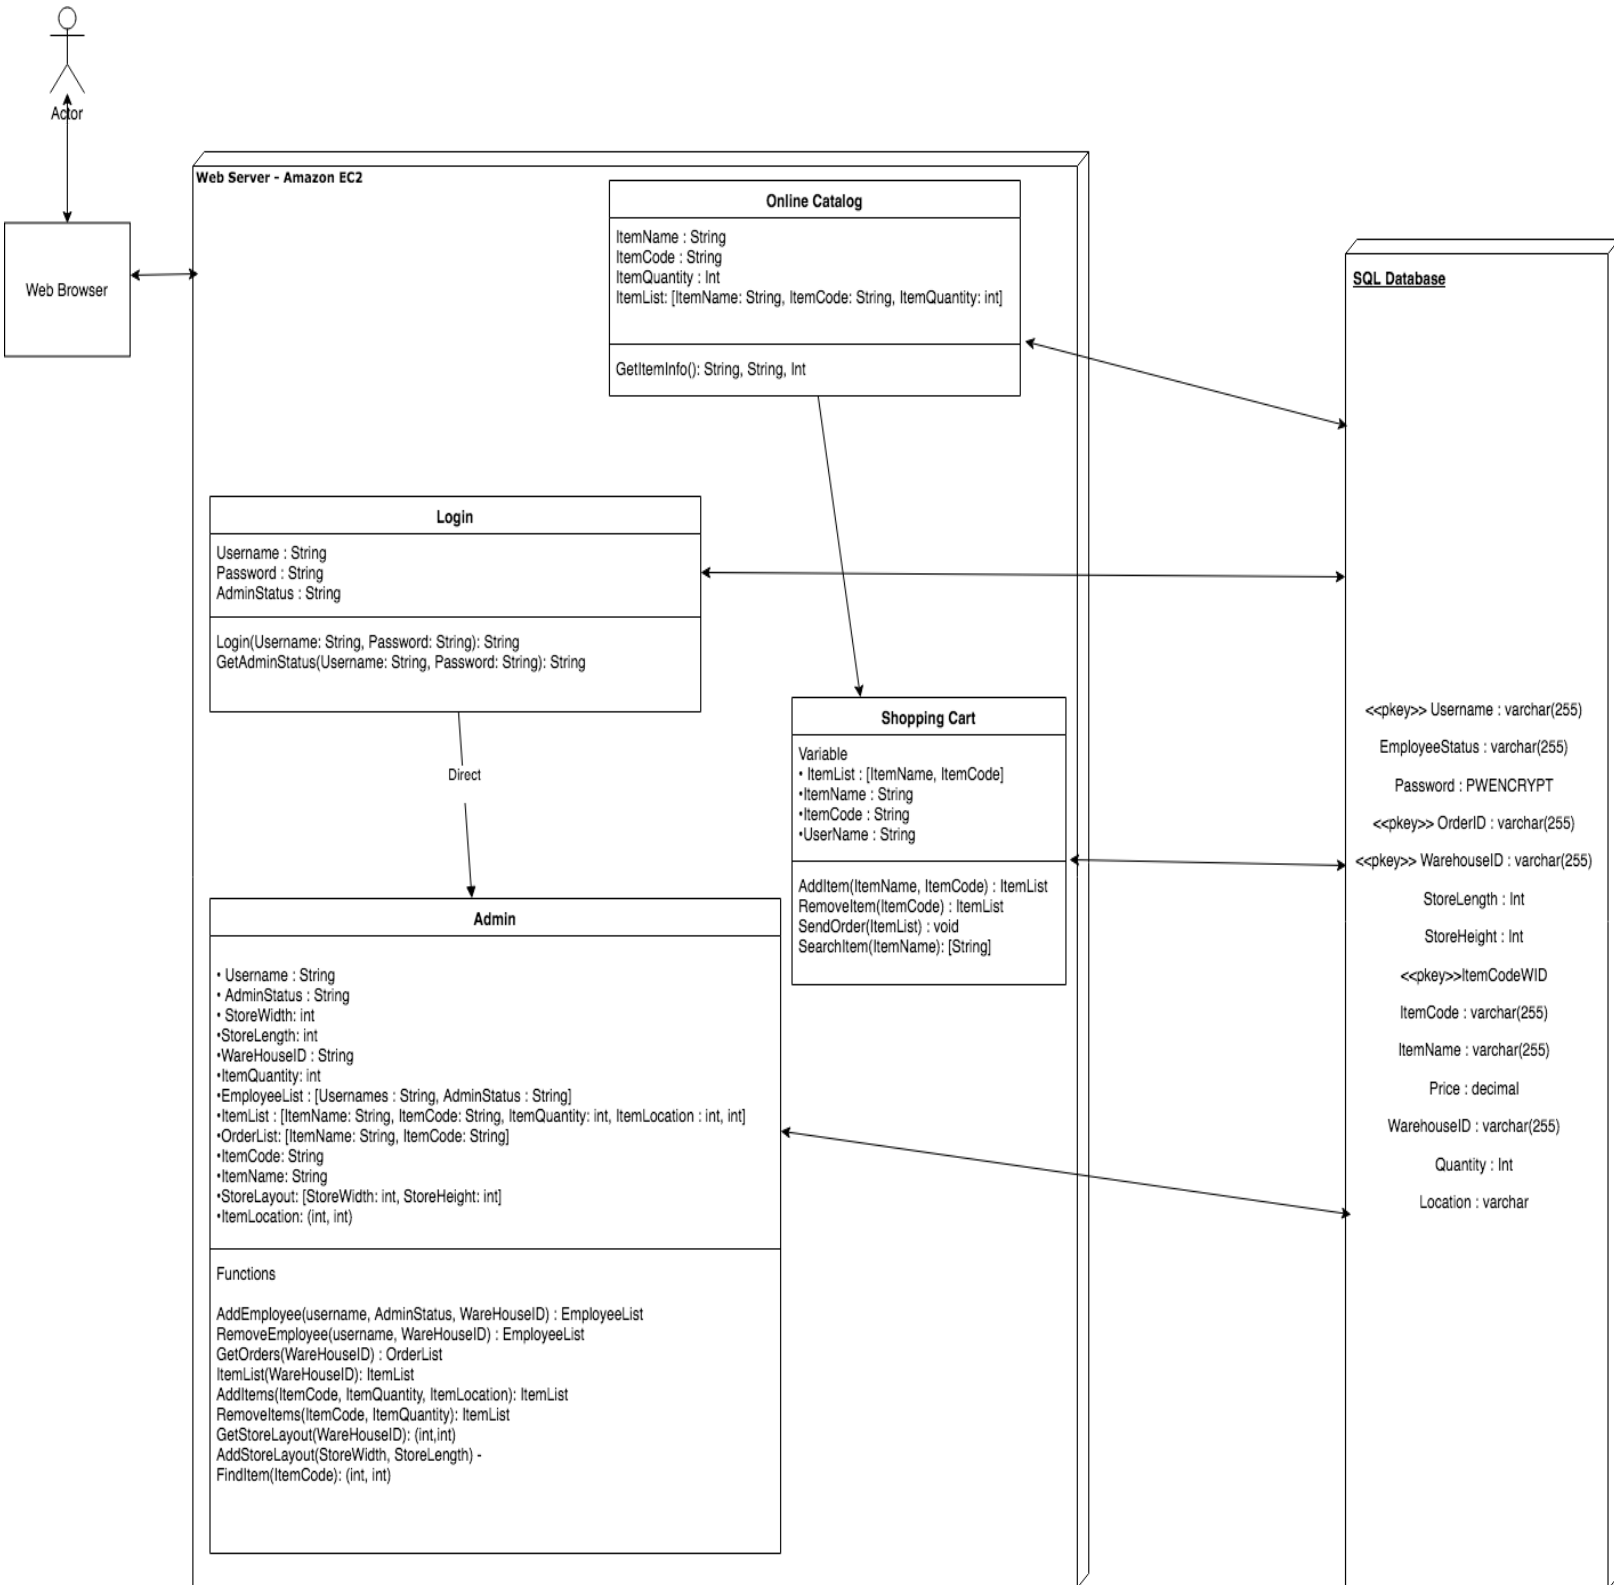 Actor
Web Browser
Web Server - Amazon EC2
Online Catalog
ItemName : String
ItemCode : String
ItemQuantity : Int
ItemList: [ItemName: String, ItemCode: String, ItemQuantity: int]
GetItemInfo(): String, String, Int
Login
Username : String
Password : String
AdminStatus : String
Login(Username: String, Password: String): String
GetAdminStatus(Username: String, Password: String): String
Direct
Shopping Cart
Variable
• ItemList : [ItemName, ItemCode]
•ItemName : String
•ItemCode : String
•UserName : String
AddItem(ItemName, ItemCode) : ItemList
RemoveItem(ItemCode) : ItemList
SendOrder(ItemList) : void
SearchItem(ItemName): [String]
Admin
• Username : String
• AdminStatus : String
• StoreWidth: int
•StoreLength: int
•WareHouseID : String
•ItemQuantity: int
•EmployeeList : [Usernames : String, AdminStatus : String]
•ItemList : [ItemName: String, ItemCode: String, ItemQuantity: int, ItemLocation : int, int]
•OrderList: [ItemName: String, ItemCode: String]
•ItemCode: String
•ItemName: String
•StoreLayout: [StoreWidth: int, StoreHeight: int]
•ItemLocation: (int, int)
Functions
AddEmployee(username, AdminStatus, WareHouseID) : EmployeeList
RemoveEmployee(username, WareHouseID) : EmployeeList
GetOrders(WareHouseID) : OrderList
ItemList(WareHouseID): ItemList
AddItems(ItemCode, ItemQuantity, ItemLocation): ItemList
RemoveItems(ItemCode, ItemQuantity): ItemList
GetStoreLayout(WareHouseID): (int,int)
AddStoreLayout(StoreWidth, StoreLength) -
FindItem(ItemCode): (int, int)
SQL Database
<<pkey>> Username : varchar(255)
EmployeeStatus : varchar(255)
Password : PWENCRYPT
<<pkey>> OrderID : varchar(255)
<<pkey>> WarehouseID : varchar(255)
StoreLength : Int
StoreHeight : Int
<<pkey>>ItemCodeWID
ItemCode : varchar(255)
ItemName : varchar(255)
Price : decimal
WarehouseID : varchar(255)
Quantity : Int
Location : varchar